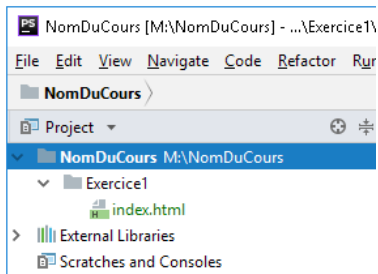 PS NomDuCours [M:\NomDuCours] - ...\Exercice1\
File Edit View Navigate Code Refactor
NomDuCours
Project
NomDuCours M:\NomDuCours
Exercice1
H index.html
External Libraries
Scratches and Consoles